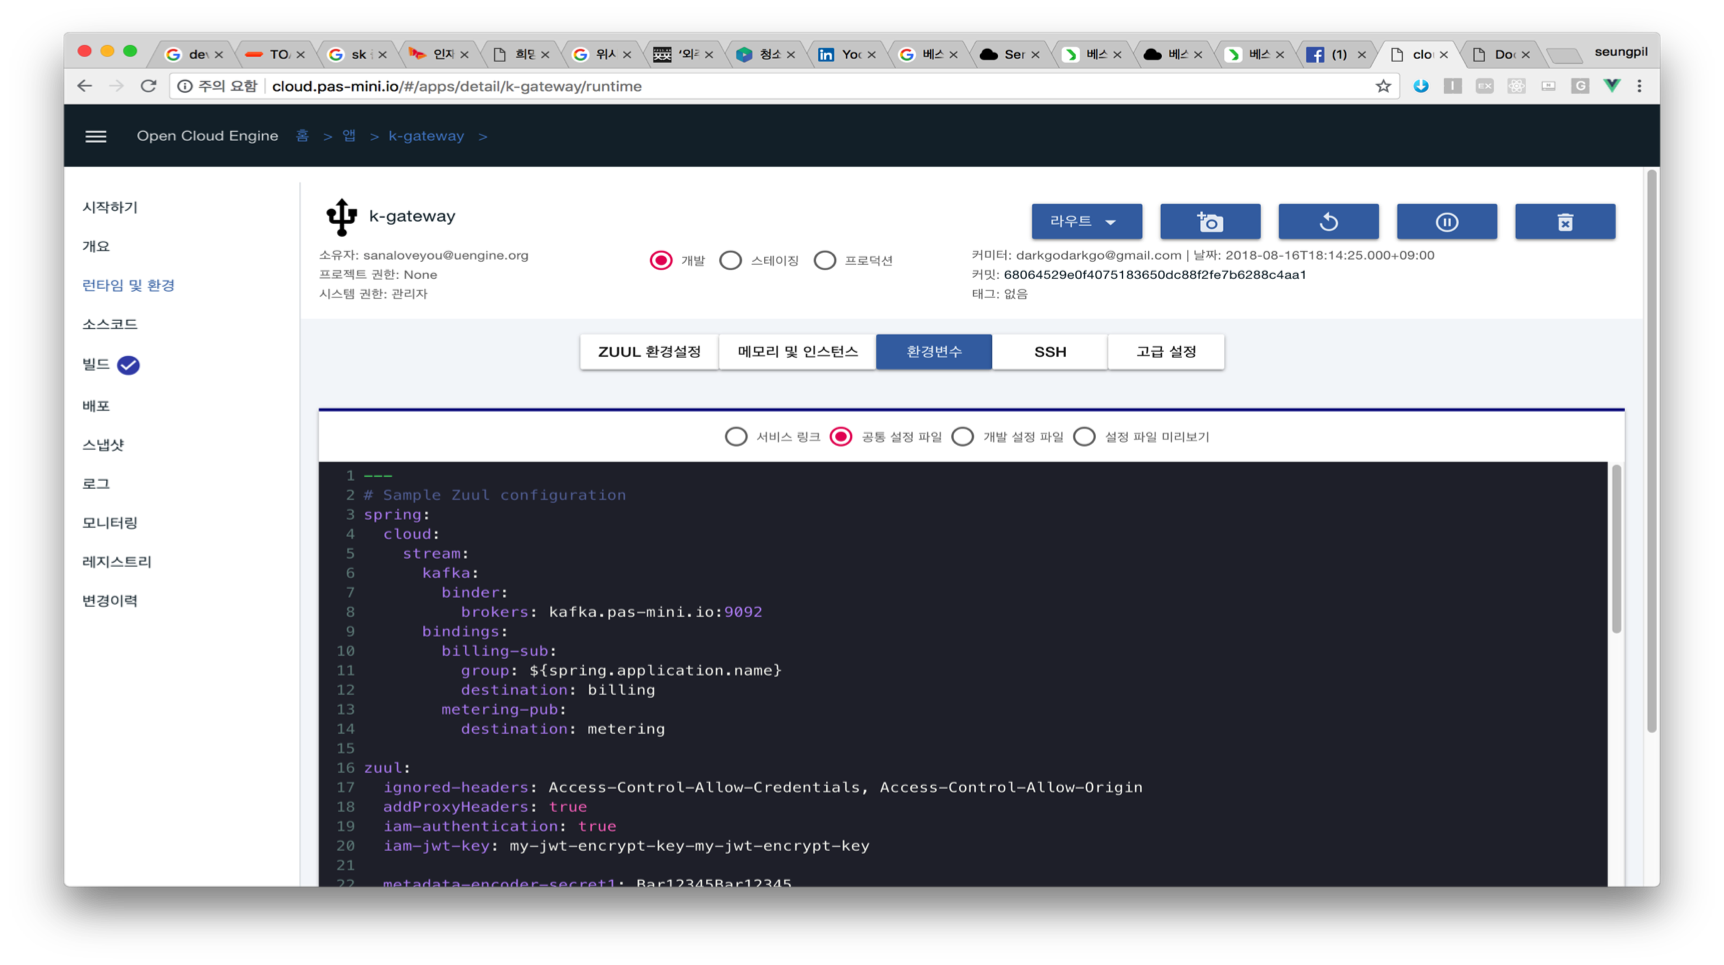 dev TO/ sk 인지 희망 G 위시 '외주 청소 Yoo 베스 Ser 베스 베스 베스 (1) clou Doc seungpil
주의 요함 cloud.pas-mini.io/#/apps/detail/k-gateway/runtime
Open Cloud Engine 홈 > 앱 > k-gateway >
시작하기
개요
런타임 및 환경
소스코드
빌드
배포
스냅샷
로그
모니터링
레지스트리
변경이력
k-gateway
라우트
소유자: sanaloveyou@uengine.org
프로젝트 권한: None
시스템 권한: 관리자
개발 스테이징 프로덕션
커미터: darkgodarkgo@gmail.com | 날짜: 2018-08-16T18:14:25.000+09:00
커밋: 68064529e0f4075183650dc88f2fe7b6288c4aa1
태그: 없음
ZUUL 환경설정 메모리 및 인스턴스 환경변수 SSH 고급 설정
서비스 링크 공통 설정 파일 개발 설정 파일 설정 파일 미리보기
1 ---
2 # Sample Zuul configuration
3 spring:
4 cloud:
5 stream:
6 kafka:
7 binder:
8 brokers: kafka.pas-mini.io:9092
9 bindings:
10 billing-sub:
11 group: ${spring.application.name}
12 destination: billing
13 metering-pub:
14 destination: metering
15
16 zuul:
17 ignored-headers: Access-Control-Allow-Credentials, Access-Control-Allow-Origin
18 addProxyHeaders: true
19 iam-authentication: true
20 iam-jwt-key: my-jwt-encrypt-key-my-jwt-encrypt-key
21
22 metadata-encoder-secret1: Bar12345Bar12345